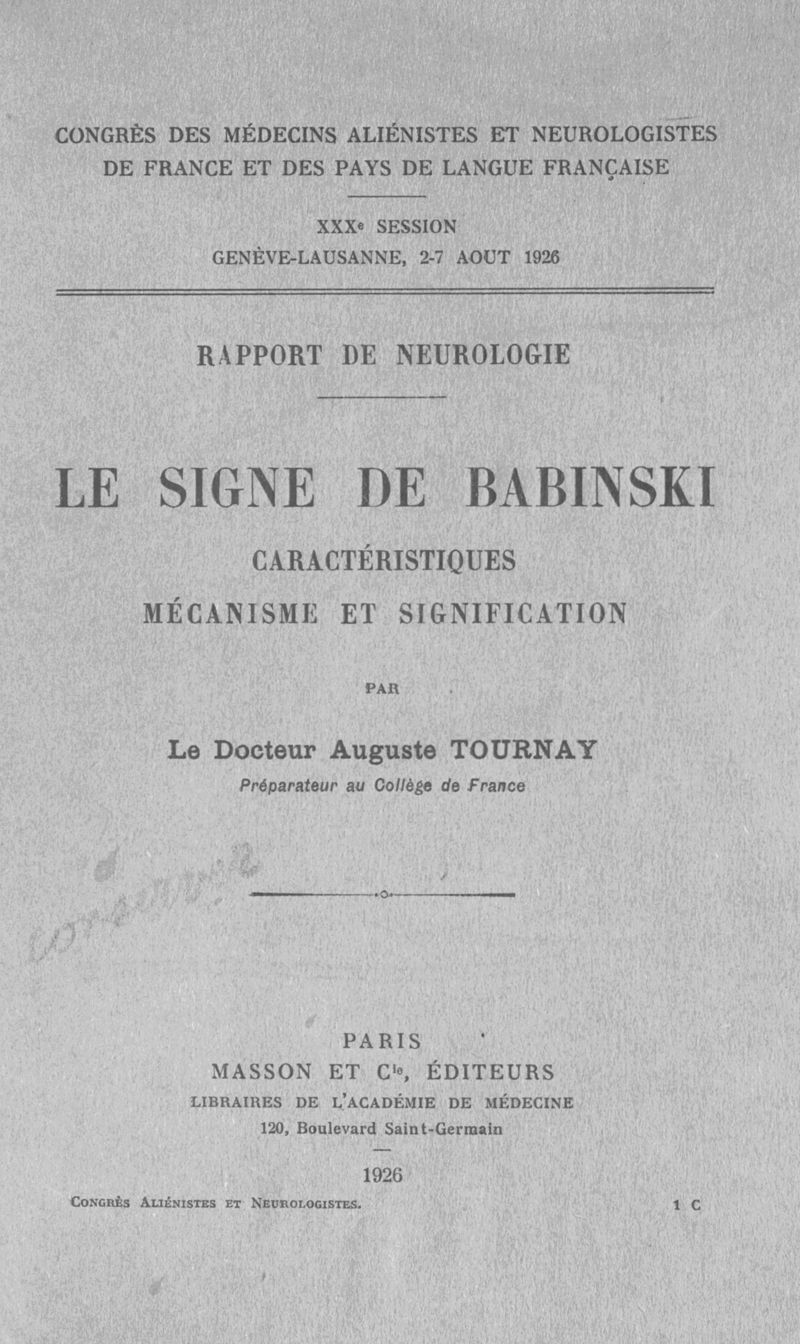 CONGRÈS DES MÉDECINS ALIÉNISTES ET NEUROLOGISTES
DE FRANCE ET DES PAYS DE LANGUE FRANÇAISE
XXXe SESSION
GENÈVE-LAUSANNE, 2-7 AOUT 1926
RAPPORT DE NEUROLOGIE
LE SIGNE DE BABINSKI
CARACTÉRISTIQUES
MÉCANISME ET SIGNIFICATION
PAR
Le Docteur Auguste TOURNAY
Préparateur au Collège de France
à
conserver
PARIS
MASSON ET Cie, ÉDITEURS
LIBRAIRES DE L'ACADÉMIE DE MÉDECINE
120, Boulevard Saint-Germain
1926
CONGRÈS ALIÉNISTES ET NEUROLOGISTES. 1 C